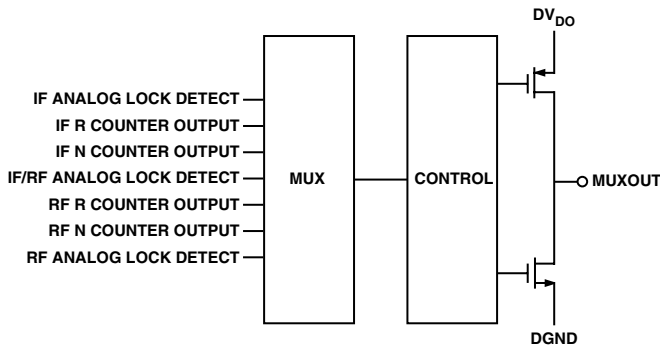 DVDO
IF ANALOG LOCK DETECT
IF R COUNTER OUTPUT
IF N COUNTER OUTPUT
IF/RF ANALOG LOCK DETECT
RF R COUNTER OUTPUT
RF N COUNTER OUTPUT
RF ANALOG LOCK DETECT
MUX
CONTROL
MUXOUT
DGND